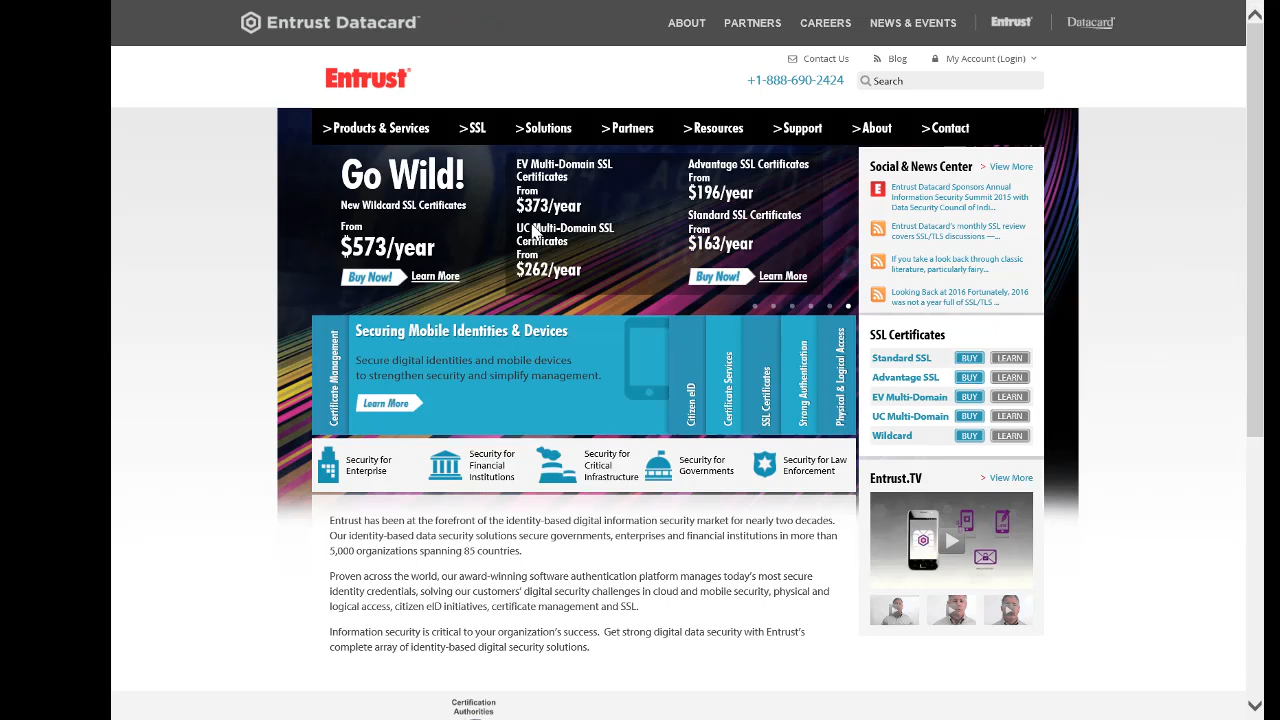 Entrust Datacard
ABOUT
PARTNERS
CAREERS
NEWS & EVENTS
Entrust
Datacard
Contact Us
Blog
My Account (Login)
Entrust
+1-888-690-2424
Search
>Products & Services
>SSL
>Solutions
>Partners
>Resources
>Support
>About
>Contact
Go Wild!
New Wildcard SSL Certificates
From
$573/year
Buy Now!
Learn More
EV Multi-Domain SSL
Certificates
From
$373/year
UC Multi-Domain SSL
Certificates
From
$262/year
Advantage SSL Certificates
From
$196/year
Standard SSL Certificates
From
$163/year
Buy Now!
Learn More
Social & News Center
> View More
Entrust Datacard Sponsors Annual
Information Security Summit 2015 with
Data Security Council of Indi...
Entrust Datacard's monthly SSL review
covers SSL/TLS discussions —...
If you take a look back through classic
literature, particularly fairy...
Looking Back at 2016 Fortunately, 2016
was not a year full of SSL/TLS ...
Certificate Management
Securing Mobile Identities & Devices
Secure digital identities and mobile devices
to strengthen security and simplify management.
Learn More
Citizen eID
Certificate Services
SSL Certificates
Strong Authentication
Physical & Logical Access
SSL Certificates
Standard SSL
BUY
LEARN
Advantage SSL
BUY
LEARN
EV Multi-Domain
BUY
LEARN
UC Multi-Domain
BUY
LEARN
Wildcard
BUY
LEARN
Security for
Enterprise
Security for
Financial
Institutions
Security for
Critical
Infrastructure
Security for
Governments
Security for Law
Enforcement
Entrust.TV
> View More
Entrust has been at the forefront of the identity-based digital information security market for nearly two decades.
Our identity-based data security solutions secure governments, enterprises and financial institutions in more than
5,000 organizations spanning 85 countries.
Proven across the world, our award-winning software authentication platform manages today's most secure
identity credentials, solving our customers' digital security challenges in cloud and mobile security, physical and
logical access, citizen eID initiatives, certificate management and SSL.
Information security is critical to your organization's success. Get strong digital data security with Entrust's
complete array of identity-based digital security solutions.
Certification
Authorities